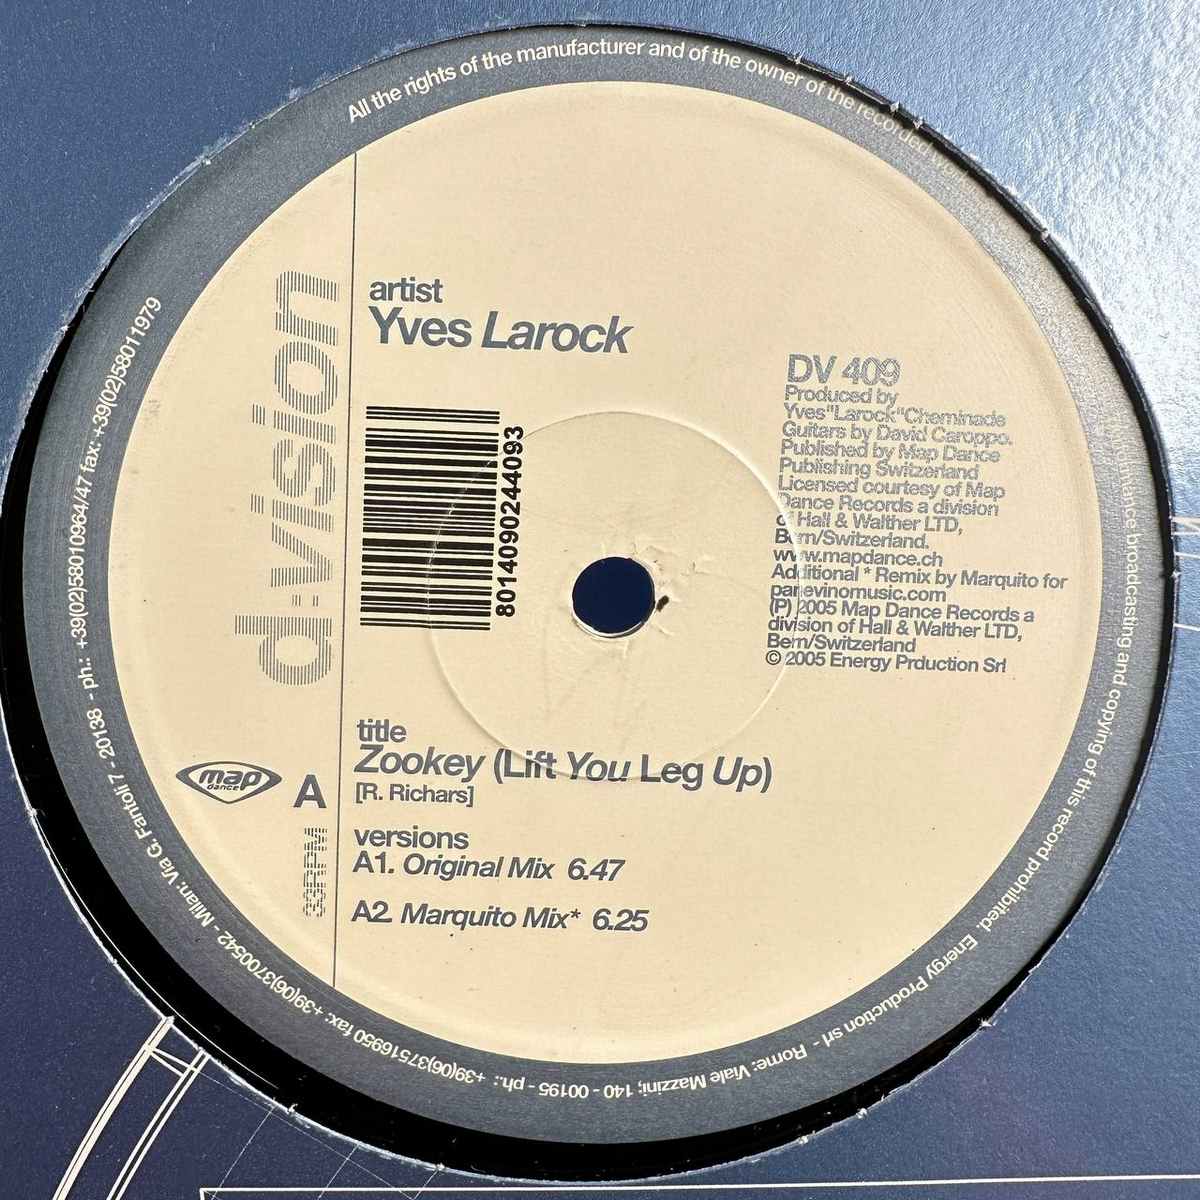 All the rights of the manufacturer and of the owner of the recorded
broadcasting and copying of this record prohibited. Energy Production srl - Rome: Viale Mazzini; 140 - 00195 - ph.: +39(06)37516950 fax: +39(06)3700542 - Milan: Via G. Fantoli 7 - 20138 - ph.: +39(02)58010964/47 fax: +39(02)58011979
d:vision
artist
Yves Larock
8014090244093
DV 409
Produced by
Yves"Larock"Cheminade
Guitars by David Caroppo.
Published by Map Dance
Publishing Switzerland
Licensed courtesy of Map
Dance Records a division
of Hall & Walther LTD,
Bern/Switzerland.
www.mapdance.ch
Additional * Remix by Marquito for
panevinomusic.com
(P) 2005 Map Dance Records a
division of Hall & Walther LTD,
Bern/Switzerland
© 2005 Energy Prduction Srl
title
Zookey (Lift You Leg Up)
[R. Richars]
map
dance
A
33RPM
versions
A1. Original Mix 6.47
A2. Marquito Mix* 6.25